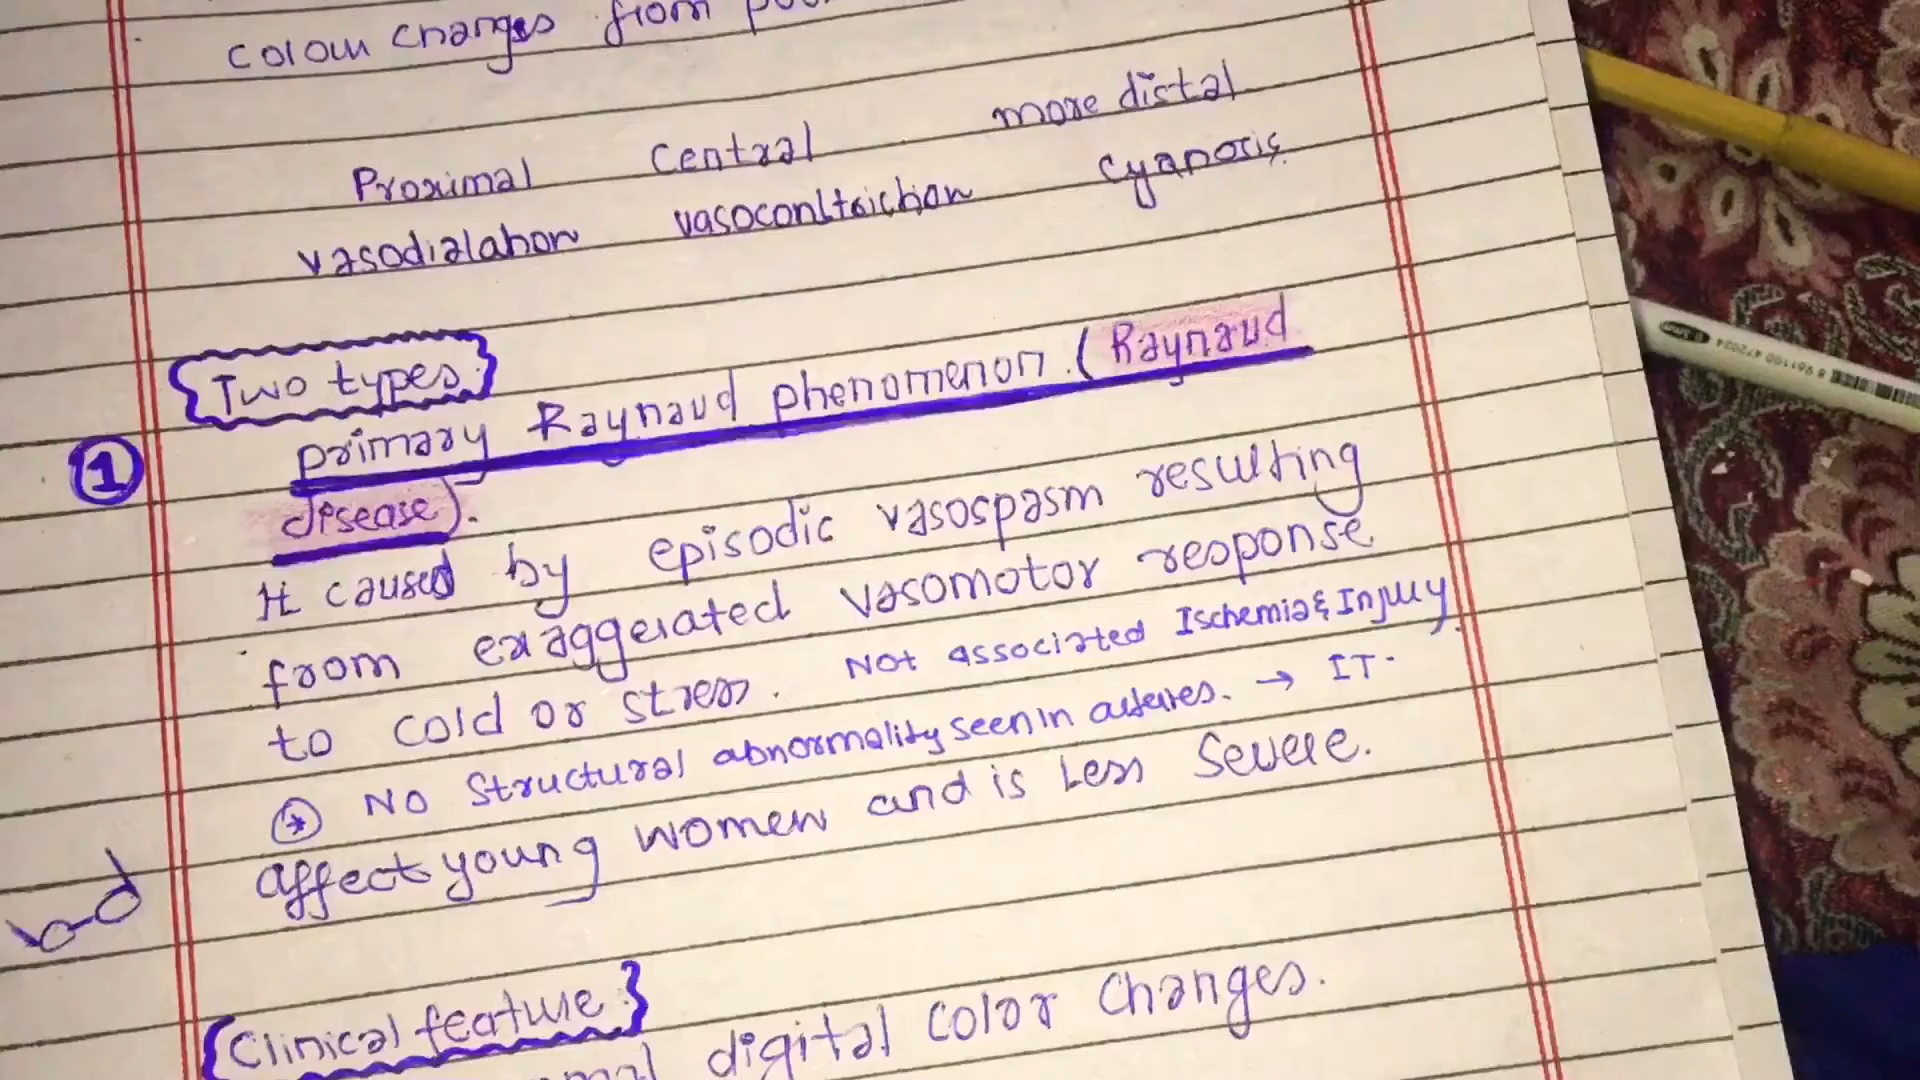 colour changes from
Proximal Central more distal
vasodialation vasoconstriction cyanosis.
{Two types}
1 primary Raynaud phenomenon. (Raynaud
disease).
It caused by episodic vasospasm resulting
from exaggerated vasomotor response
to cold or stress. Not associated Ischemia & Injury.
* No structural abnormality seen in arteries. → IT.
affect young women and is Less Severe.
{Clinical feature}
digital color changes.